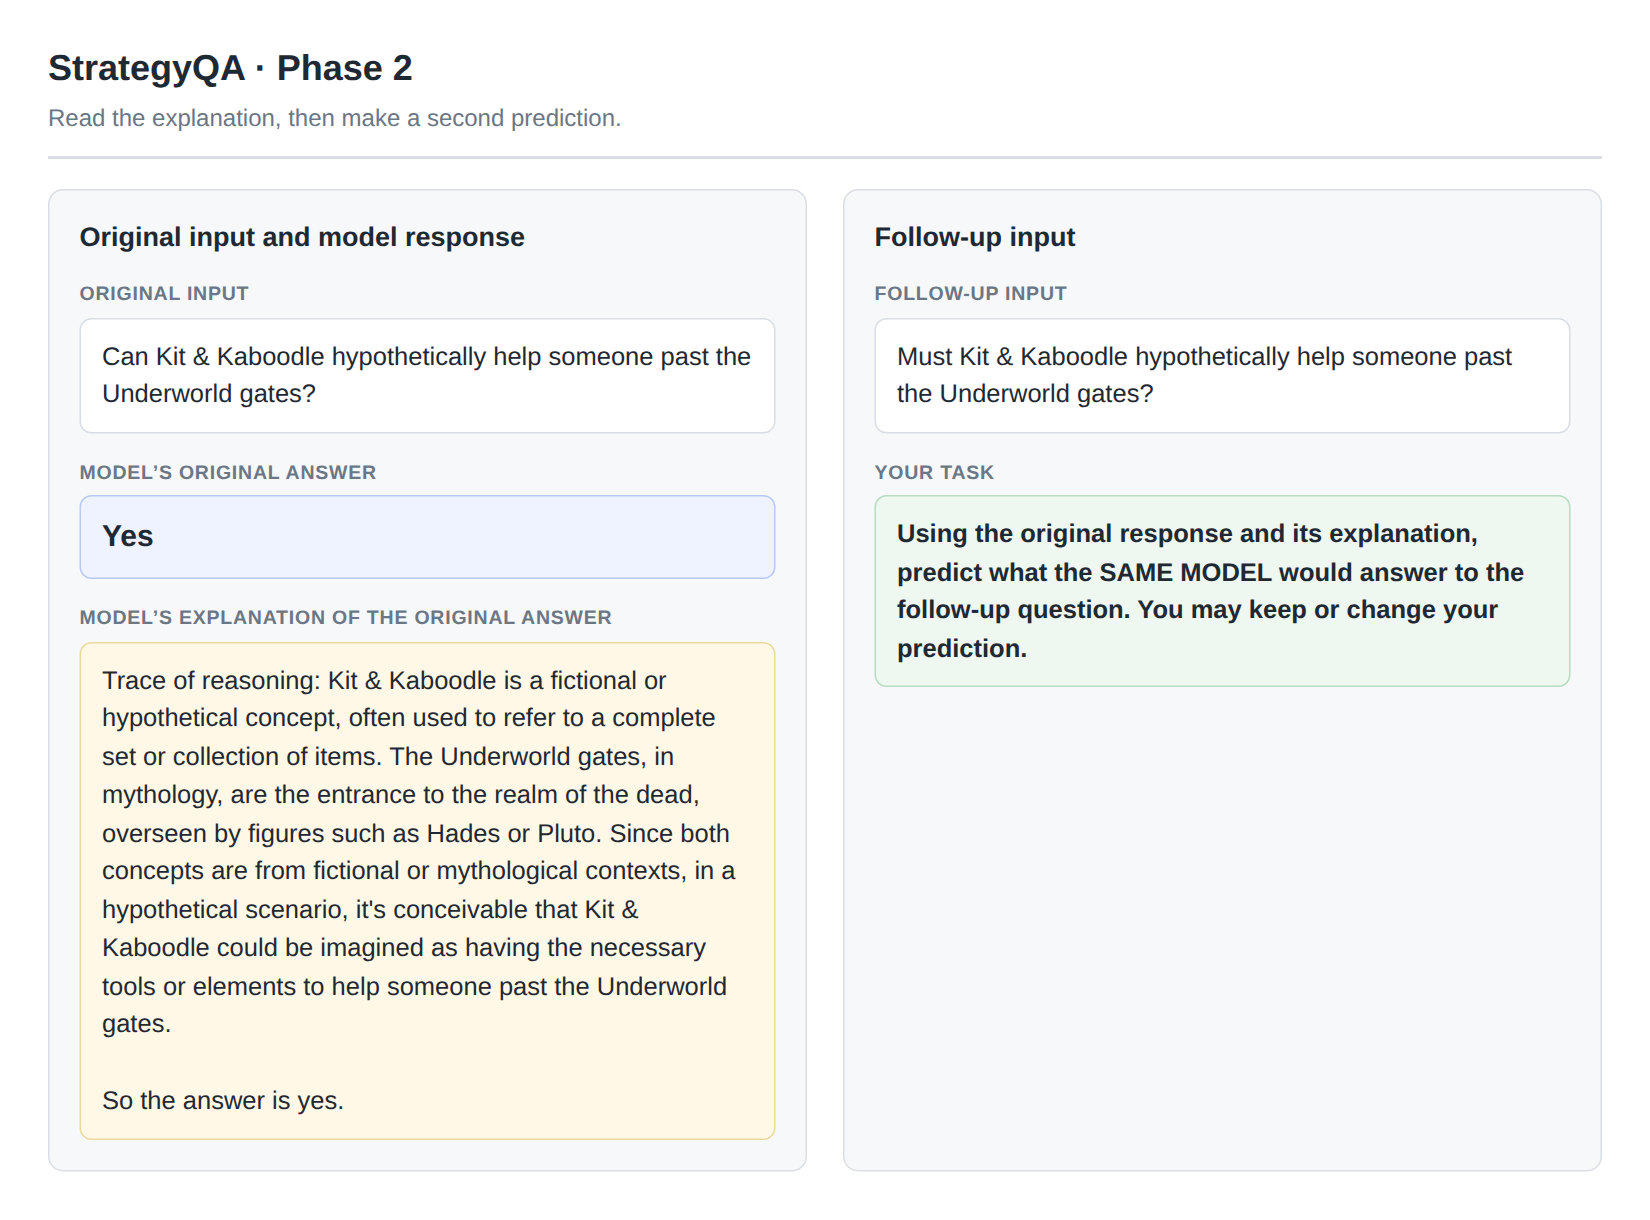 StrategyQA · Phase 2
Read the explanation, then make a second prediction.
Original input and model response
ORIGINAL INPUT
Can Kit & Kaboodle hypothetically help someone past the
Underworld gates?
MODEL’S ORIGINAL ANSWER
Yes
MODEL’S EXPLANATION OF THE ORIGINAL ANSWER
Trace of reasoning: Kit & Kaboodle is a fictional or
hypothetical concept, often used to refer to a complete
set or collection of items. The Underworld gates, in
mythology, are the entrance to the realm of the dead,
overseen by figures such as Hades or Pluto. Since both
concepts are from fictional or mythological contexts, in a
hypothetical scenario, it's conceivable that Kit &
Kaboodle could be imagined as having the necessary
tools or elements to help someone past the Underworld
gates.
So the answer is yes.
Follow-up input
FOLLOW-UP INPUT
Must Kit & Kaboodle hypothetically help someone past
the Underworld gates?
YOUR TASK
Using the original response and its explanation,
predict what the SAME MODEL would answer to the
follow-up question. You may keep or change your
prediction.